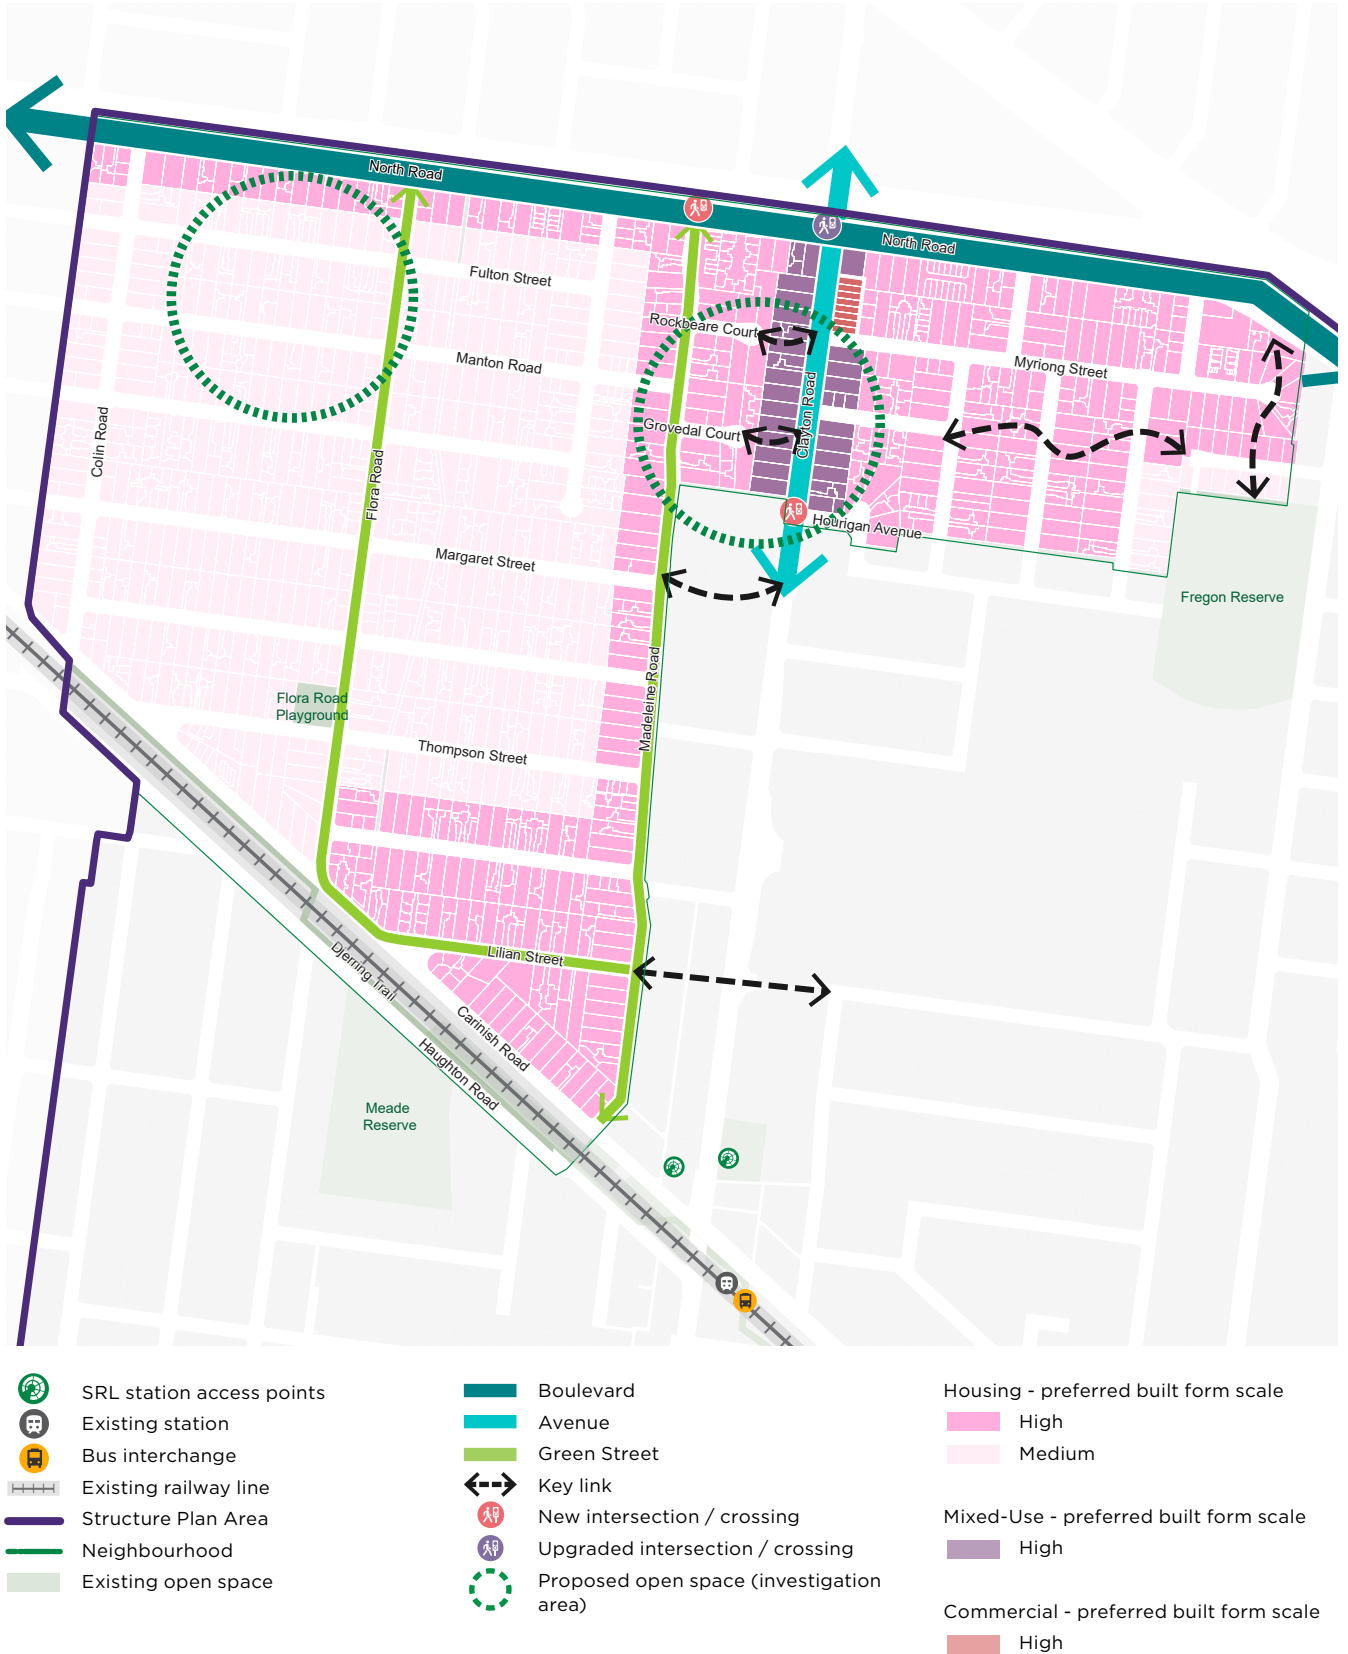 North Road
North Road
Fulton Street
Rockbeare Court
Manton Road
Myriong Street
Clayton Road
Colin Road
Grovedal Court
Flora Road
Hourigan Avenue
Margaret Street
Fregon Reserve
Madeleine Road
Flora Road
Playground
Thompson Street
Lilian Street
Djerring Trail
Carinish Road
Haughton Road
Meade
Reserve
SRL station access points
Existing station
Bus interchange
Existing railway line
Structure Plan Area
Neighbourhood
Existing open space
Boulevard
Avenue
Green Street
Key link
New intersection / crossing
Upgraded intersection / crossing
Proposed open space (investigation
area)
Housing - preferred built form scale
High
Medium
Mixed-Use - preferred built form scale
High
Commercial - preferred built form scale
High